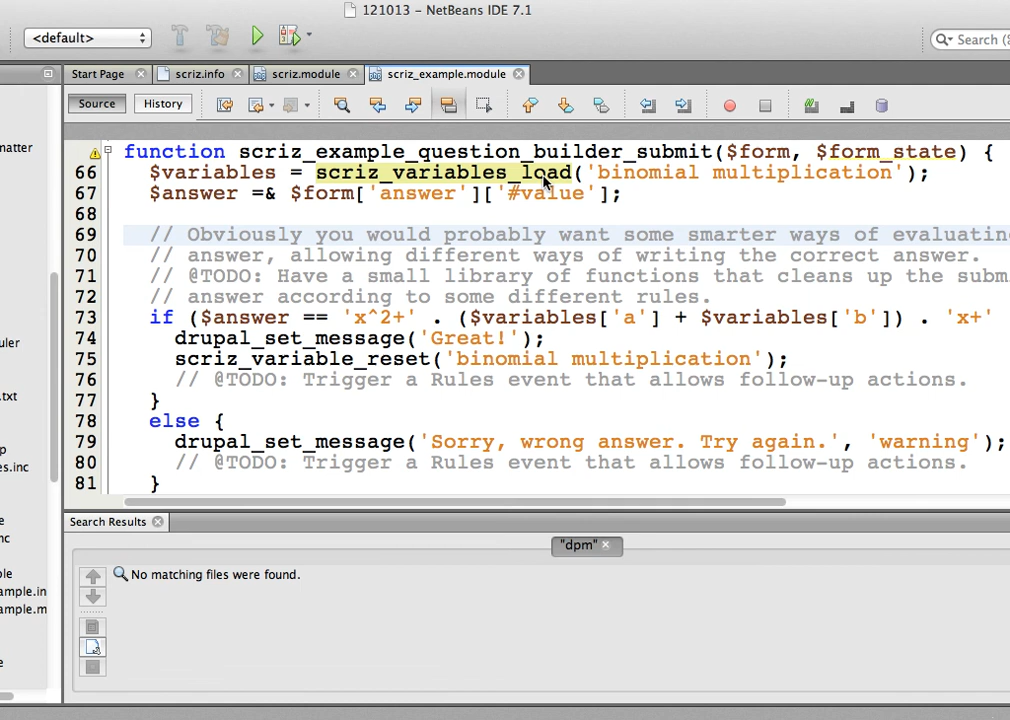 121013 – NetBeans IDE 7.1
<default>
Search (
Start Page
scriz.info
scriz.module
scriz_example.module
Source
History
function scriz_example_question_builder_submit($form, $form_state) {
66 $variables = scriz_variables_load('binomial multiplication');
67 $answer =& $form['answer']['#value'];
68
69 // Obviously you would probably want some smarter ways of evaluatin
70 // answer, allowing different ways of writing the correct answer.
71 // @TODO: Have a small library of functions that cleans up the subm
72 // answer according to some different rules.
73 if ($answer == 'x^2+' . ($variables['a'] + $variables['b']) . 'x+'
74 drupal_set_message('Great!');
75 scriz_variable_reset('binomial multiplication');
76 // @TODO: Trigger a Rules event that allows follow-up actions.
77 }
78 else {
79 drupal_set_message('Sorry, wrong answer. Try again.', 'warning');
80 // @TODO: Trigger a Rules event that allows follow-up actions.
81 }
matter
uler
.txt
p
es.inc
e
nc
ple
ample.in
ample.m
e
Search Results
"dpm"
No matching files were found.